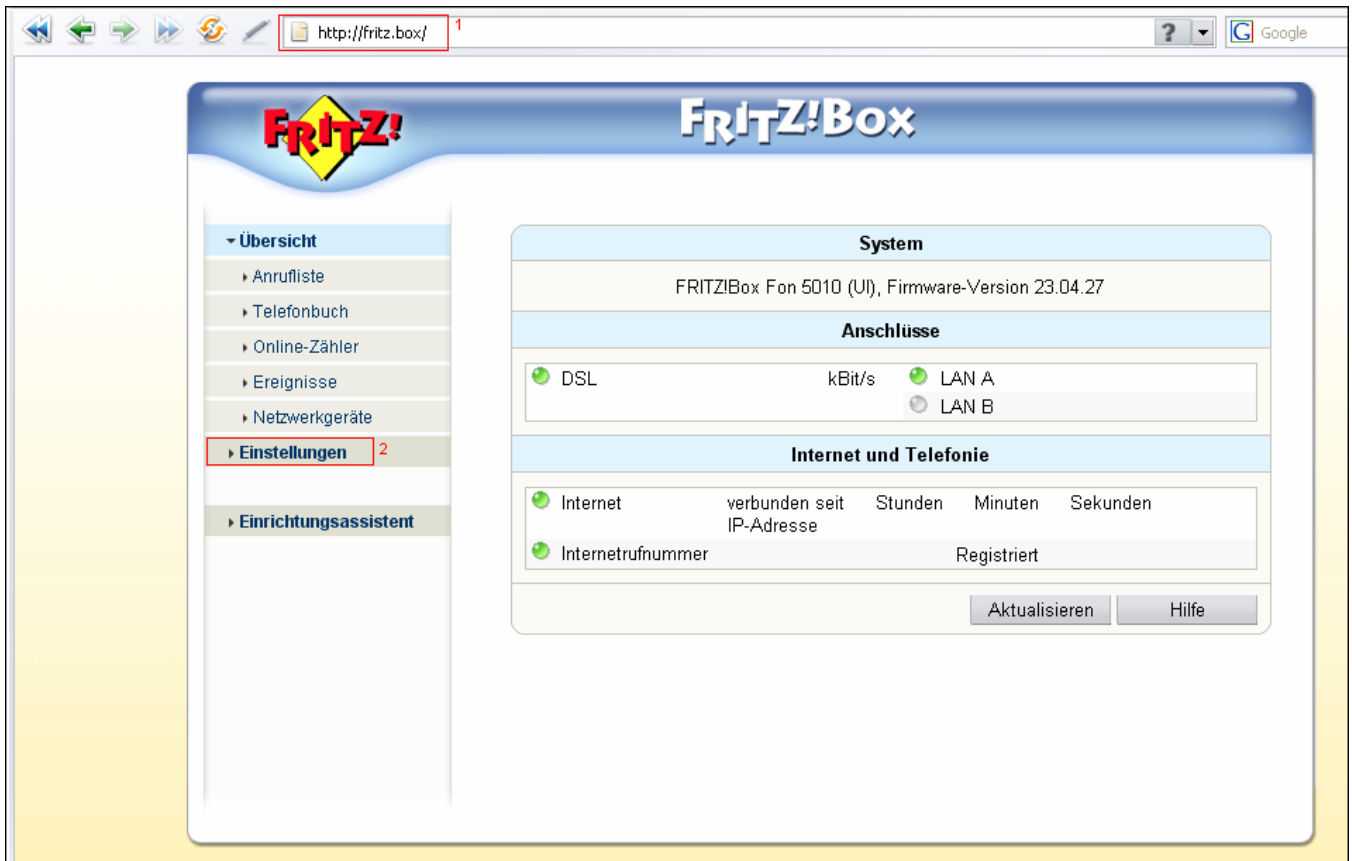 http://fritz.box/ 1
? Google
FRITZ! FRITZ!Box
Übersicht
Anrufliste
Telefonbuch
Online-Zähler
Ereignisse
Netzwerkgeräte
Einstellungen 2
Einrichtungsassistent
System
FRITZ!Box Fon 5010 (UI), Firmware-Version 23.04.27
Anschlüsse
DSL kBit/s LAN A
LAN B
Internet und Telefonie
Internet verbunden seit Stunden Minuten Sekunden
IP-Adresse
Internetrufnummer Registriert
Aktualisieren Hilfe